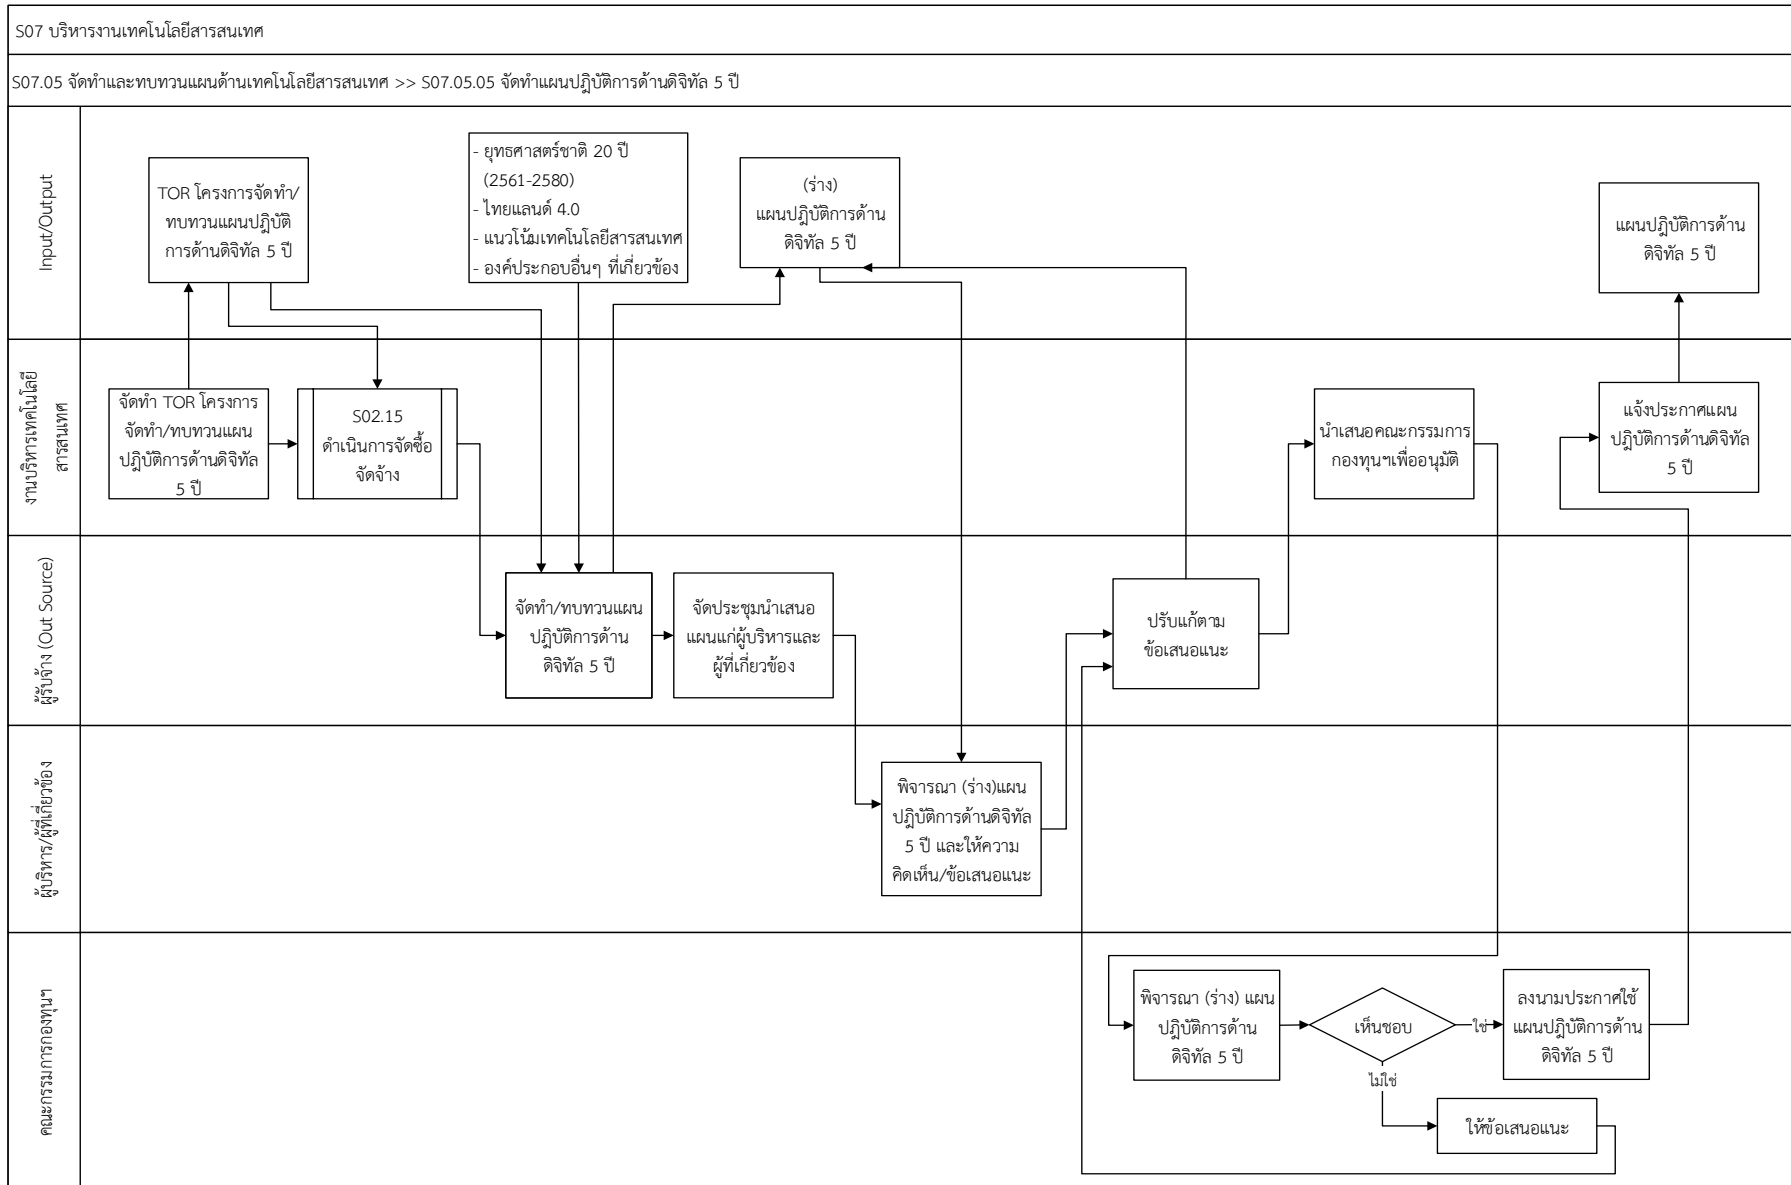 S07 บริหารงานเทคโนโลยีสารสนเทศ
S07.05 จัดทำและทบทวนแผนด้านเทคโนโลยีสารสนเทศ >> S07.05.05 จัดทำแผนปฎิบัติการด้านดิจิทัล 5 ปี
Input/Output
TOR โครงการจัดทำ/
ทบทวนแผนปฎิบัติ
การด้านดิจิทัล 5 ปี
- ยุทธศาสตร์ชาติ 20 ปี
(2561-2580)
- ไทยแลนด์ 4.0
- แนวโน้มเทคโนโลยีสารสนเทศ
- องค์ประกอบอื่นๆ ที่เกี่ยวข้อง
(ร่าง)
แผนปฎิบัติการด้าน
ดิจิทัล 5 ปี
แผนปฎิบัติการด้าน
ดิจิทัล 5 ปี
งานบริหารเทคโนโลยี
สารสนเทศ
จัดทำ TOR โครงการ
จัดทำ/ทบทวนแผน
ปฎิบัติการด้านดิจิทัล
5 ปี
S02.15
ดำเนินการจัดซื้อ
จัดจ้าง
นำเสนอคณะกรรมการ
กองทุนฯเพื่ออนุมัติ
แจ้งประกาศแผน
ปฎิบัติการด้านดิจิทัล
5 ปี
ผู้รับจ้าง (Out Source)
จัดทำ/ทบทวนแผน
ปฎิบัติการด้าน
ดิจิทัล 5 ปี
จัดประชุมนำเสนอ
แผนแก่ผู้บริหารและ
ผู้ที่เกี่ยวข้อง
ปรับแก้ตาม
ข้อเสนอแนะ
ผู้บริหาร/ผู้ที่เกี่ยวข้อง
พิจารณา (ร่าง)แผน
ปฎิบัติการด้านดิจิทัล
5 ปี และให้ความ
คิดเห็น/ข้อเสนอแนะ
คณะกรรมการกองทุนฯ
พิจารณา (ร่าง) แผน
ปฎิบัติการด้าน
ดิจิทัล 5 ปี
เห็นชอบ
ใช่
ลงนามประกาศใช้
แผนปฎิบัติการด้าน
ดิจิทัล 5 ปี
ไม่ใช่
ให้ข้อเสนอแนะ